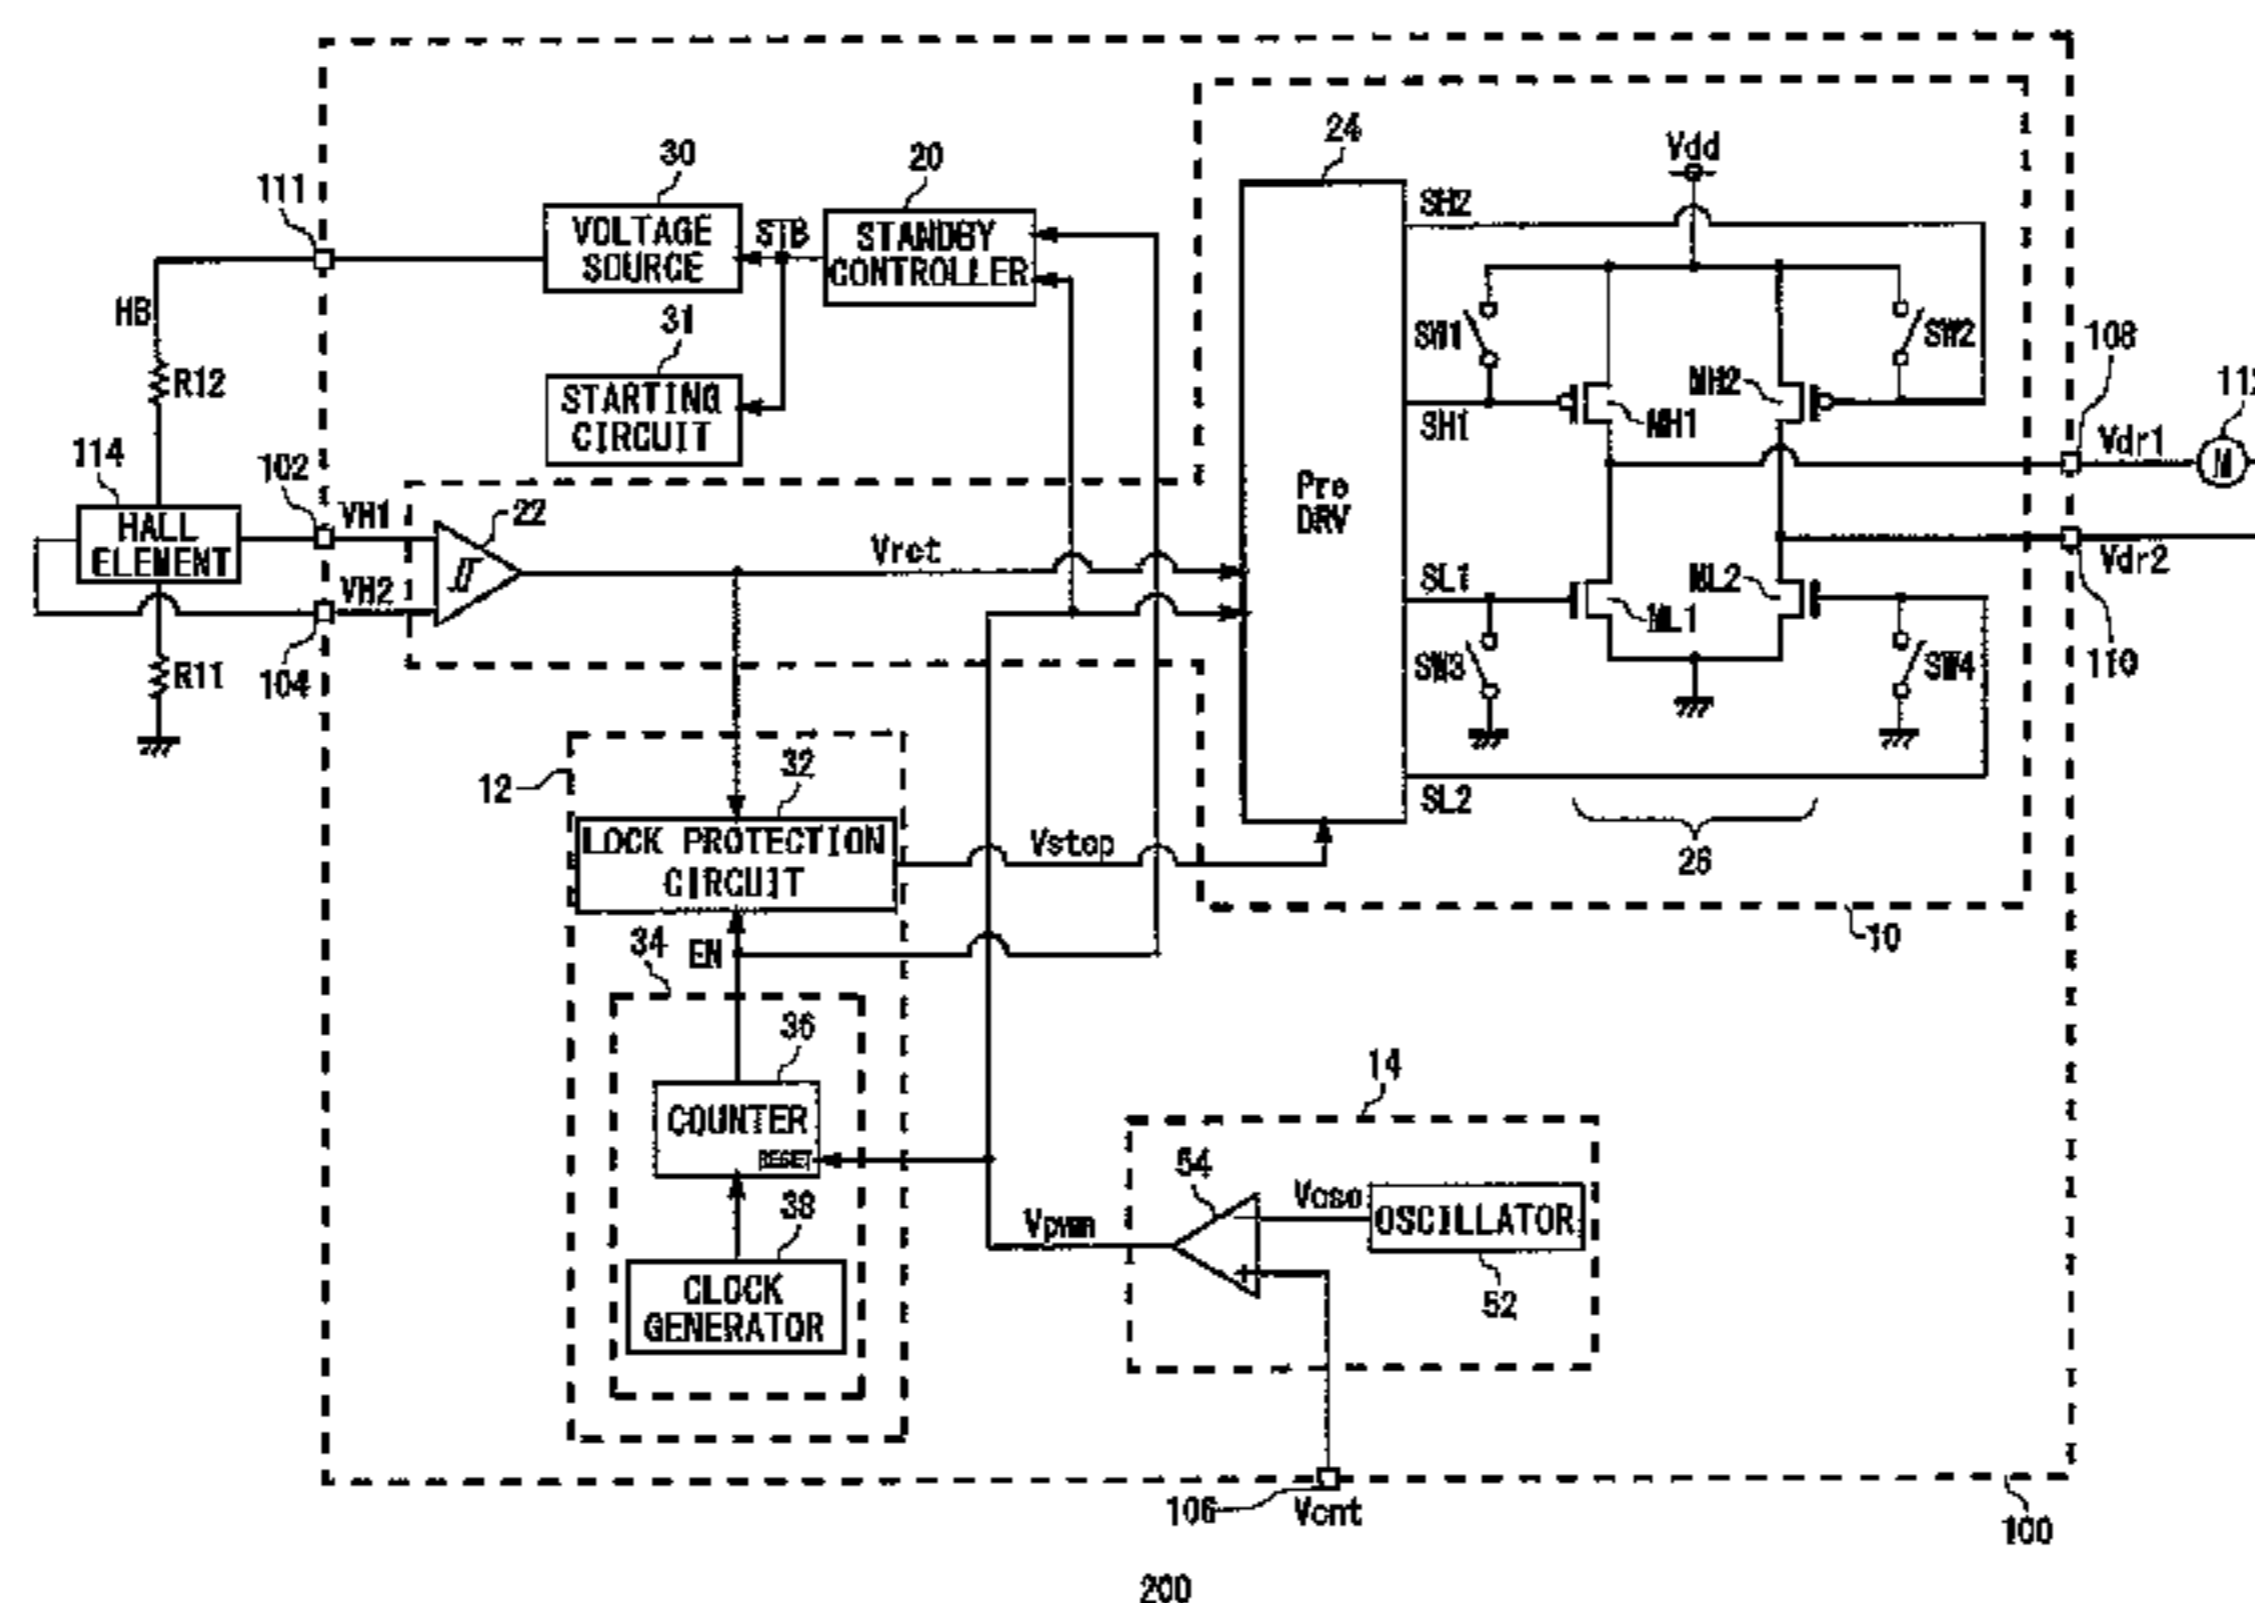 24
Vdd
30
20
SH2
111
VOLTAGE
SOURCE
STB
STANDBY
CONTROLLER
HB
31
SW1
SW2
108
R12
STARTING
CIRCUIT
MH2
MH1
SH1
Vdr1
M
114
102
VH1
22
HALL
ELEMENT
Pre
DRV
Vrot
VH2
SL1
ML2
Vdr2
ML1
R11
104
SW3
SW4
110
12
32
LOCK PROTECTION
CIRCUIT
Vstop
SL2
26
34
EN
10
36
14
COUNTER
RESET
54
Vosc
OSCILLATOR
38
Vpwm
CLOCK
GENERATOR
52
106
Vcnt
100
200